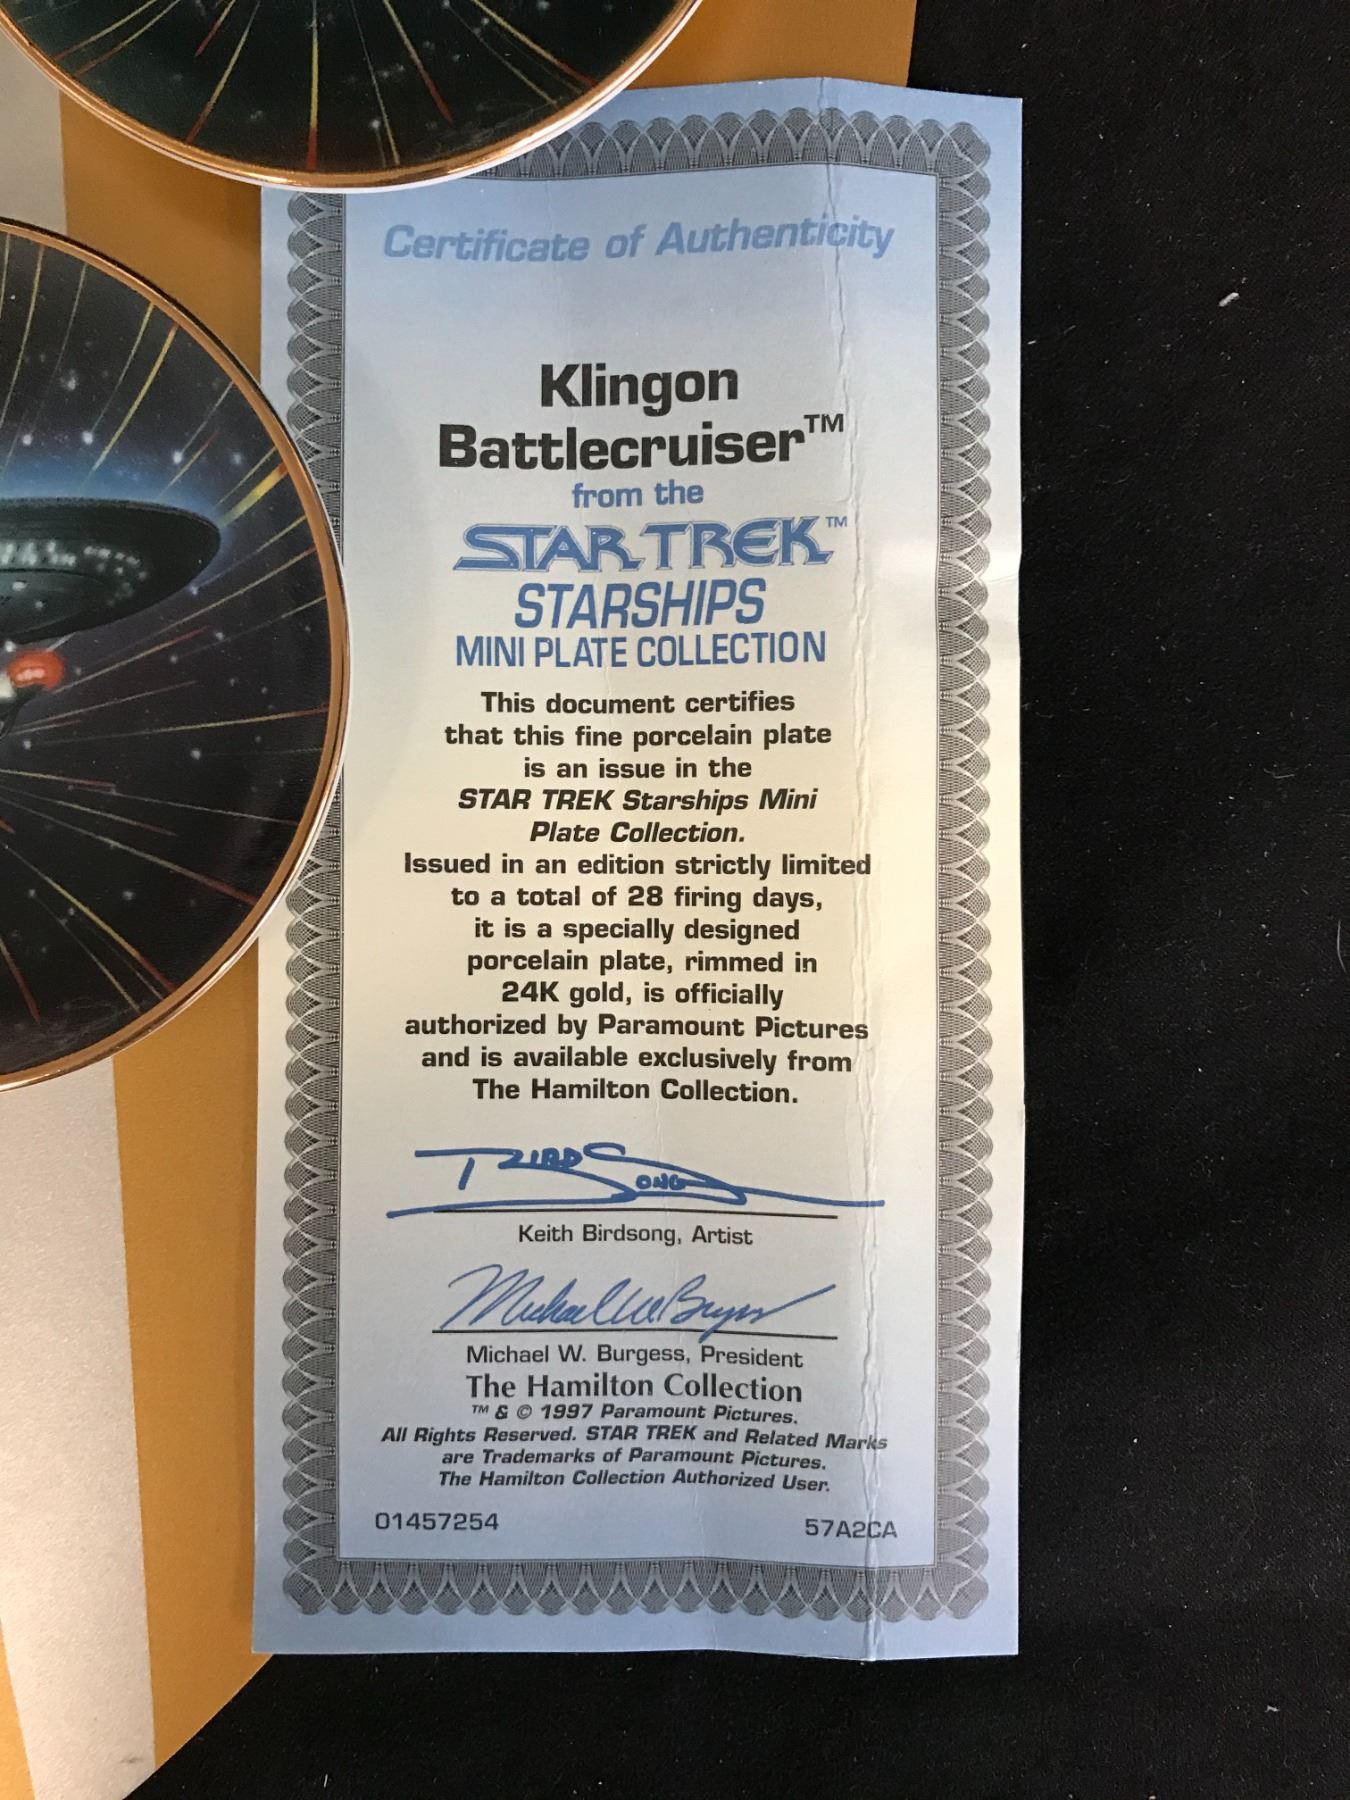 Certificate of Authenticity
Klingon
Battlecruiser™
from the
STAR TREK™
STARSHIPS
MINI PLATE COLLECTION
This document certifies
that this fine porcelain plate
is an issue in the
STAR TREK Starships Mini
Plate Collection.
Issued in an edition strictly limited
to a total of 28 firing days,
it is a specially designed
porcelain plate, rimmed in
24K gold, is officially
authorized by Paramount Pictures
and is available exclusively from
The Hamilton Collection.
BIRDSONG
Keith Birdsong, Artist
Michael W. Burgess
Michael W. Burgess, President
The Hamilton Collection
™ & © 1997 Paramount Pictures.
All Rights Reserved. STAR TREK and Related Marks
are Trademarks of Paramount Pictures.
The Hamilton Collection Authorized User.
01457254 57A2CA